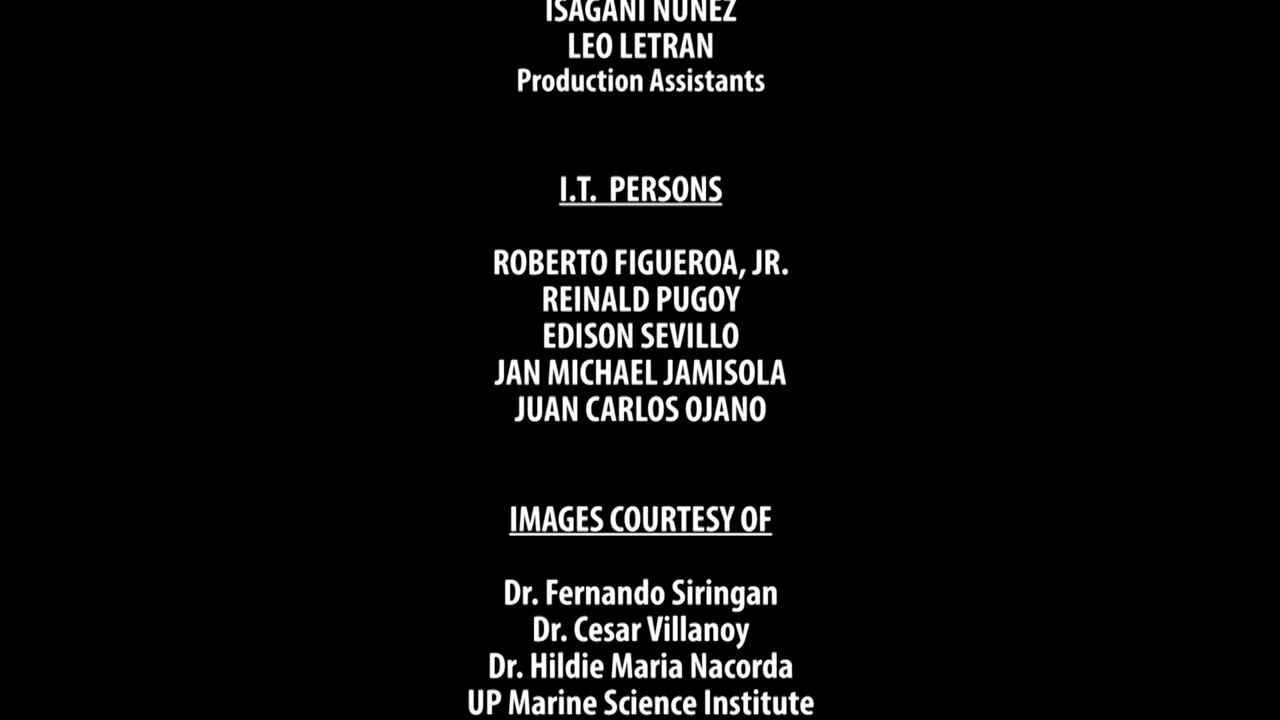 ISAGANI NUÑEZ
LEO LETRAN
Production Assistants
I.T. PERSONS
ROBERTO FIGUEROA, JR.
REINALD PUGOY
EDISON SEVILLO
JAN MICHAEL JAMISOLA
JUAN CARLOS OJANO
IMAGES COURTESY OF
Dr. Fernando Siringan
Dr. Cesar Villanoy
Dr. Hildie Maria Nacorda
UP Marine Science Institute